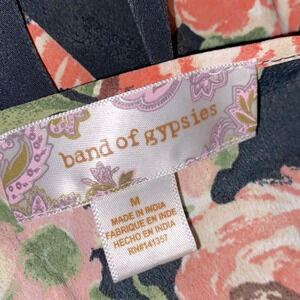 band of gypsies
M
MADE IN INDIA
FABRIQUE EN INDE
HECHO EN INDIA
RN#141357